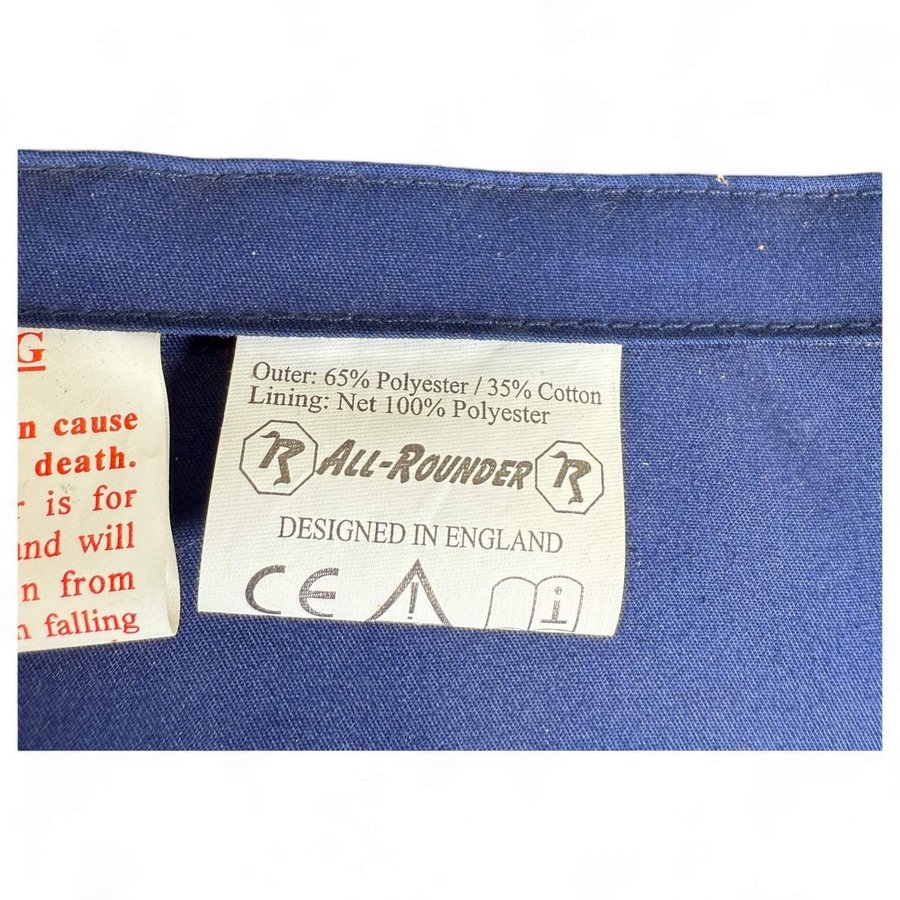 G
n cause
death.
is for
and will
n from
falling
Outer: 65% Polyester / 35% Cotton
Lining: Net 100% Polyester
R ALL-ROUNDER R
DESIGNED IN ENGLAND
CE
i